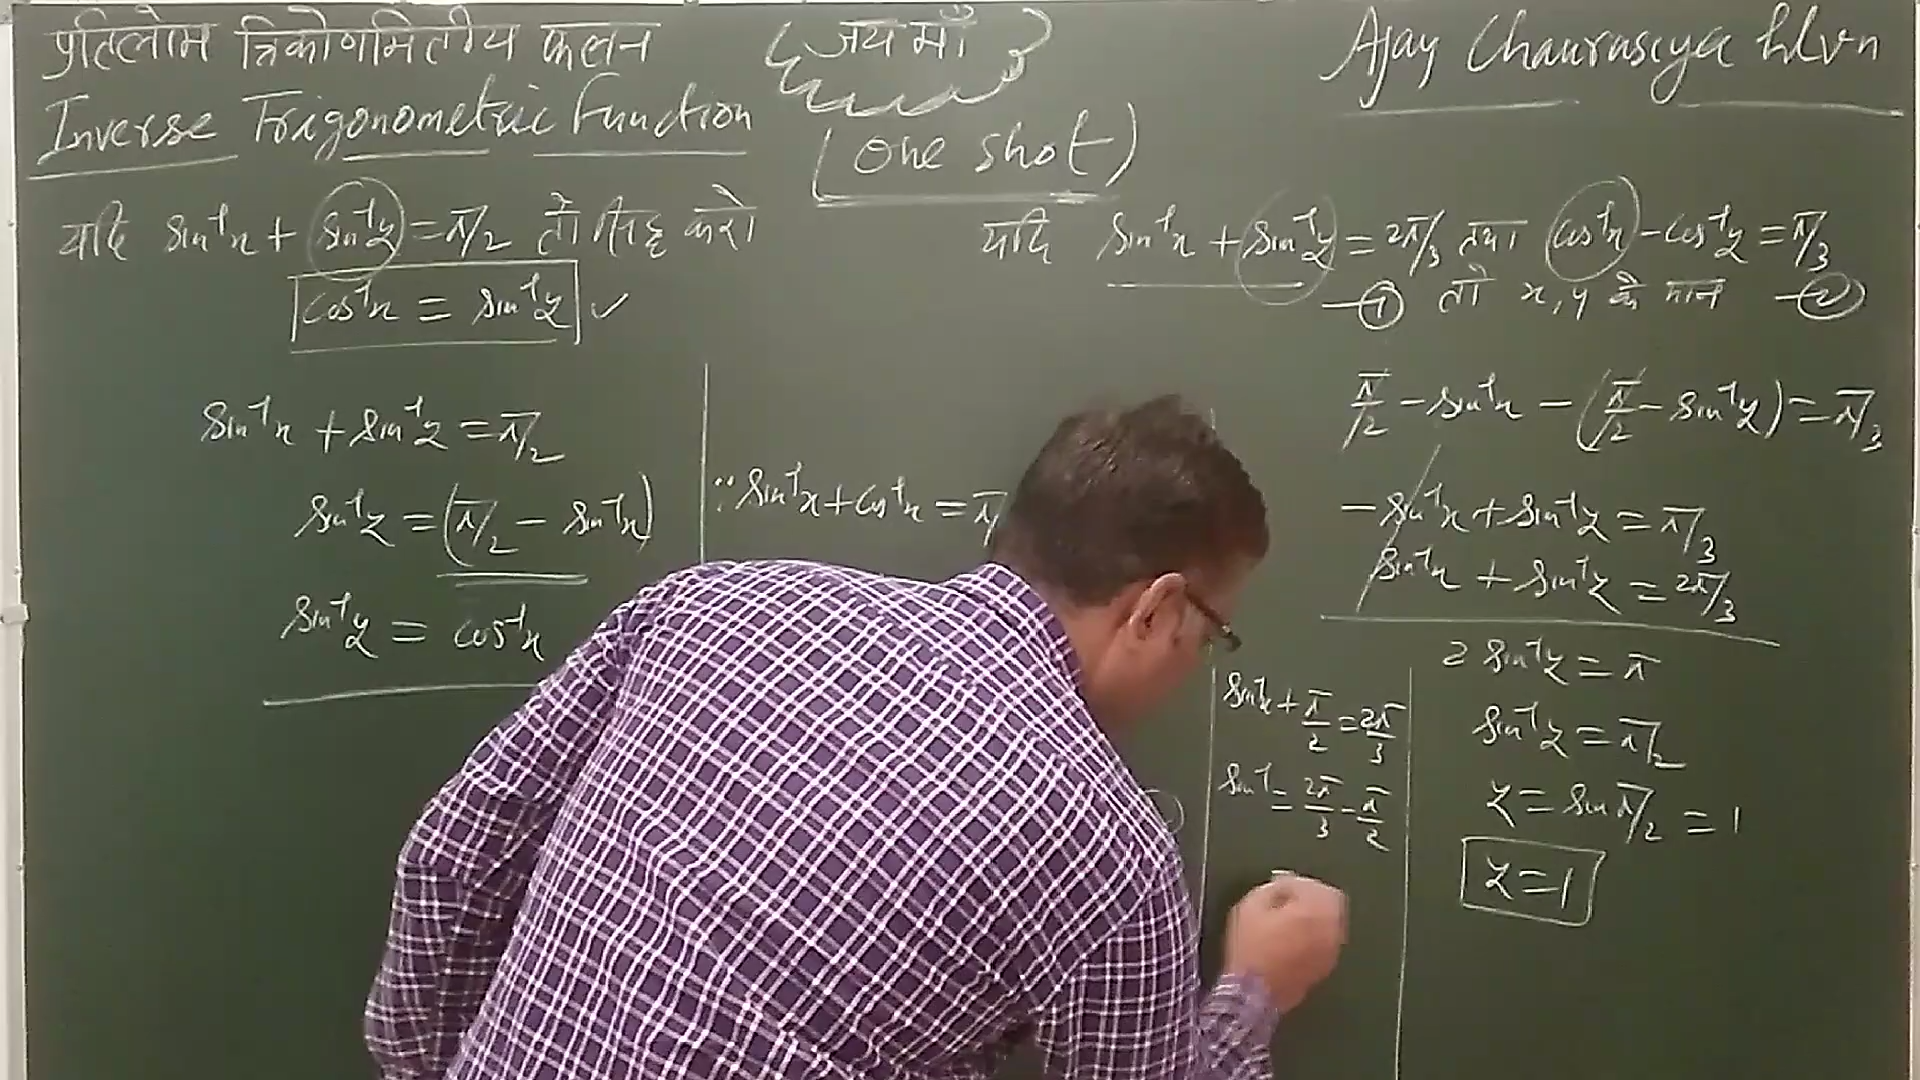 प्रतिलोम त्रिकोणमितीय फलन
Inverse Trigonometric Function
जय माँ
(one shot)
Ajay Chaurasiya hlvn
यदि sin⁻¹x + sin⁻¹y = π/2 तो सिद्ध करो
cos⁻¹x = sin⁻¹y ✓
sin⁻¹x + sin⁻¹y = π/2
sin⁻¹y = (π/2 - sin⁻¹x)
sin⁻¹y = cos⁻¹x
∵ sin⁻¹x + cos⁻¹x = π/
यदि sin⁻¹x + sin⁻¹y = 2π/3 तथा cos⁻¹x - cos⁻¹y = π/3
—① तो x, y के मान —②
π/2 - sin⁻¹x - (π/2 - sin⁻¹y) = π/3
- sin⁻¹x + sin⁻¹y = π/3
sin⁻¹x + sin⁻¹y = 2π/3
2 sin⁻¹y = π
sin⁻¹y = π/2
y = sin π/2 = 1
y = 1
sin⁻¹x + π/2 = 2π/3
sin⁻¹ = 2π/3 - π/2